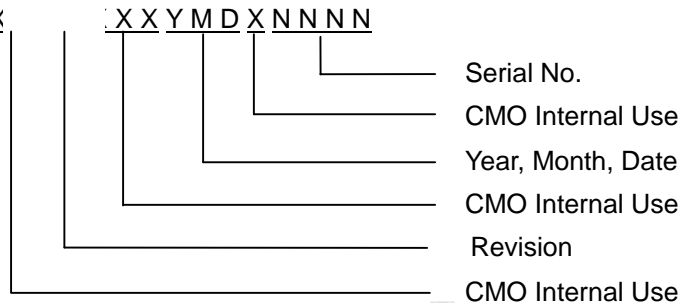 X X Y M D X N N N N
Serial No.
CMO Internal Use
Year, Month, Date
CMO Internal Use
Revision
CMO Internal Use